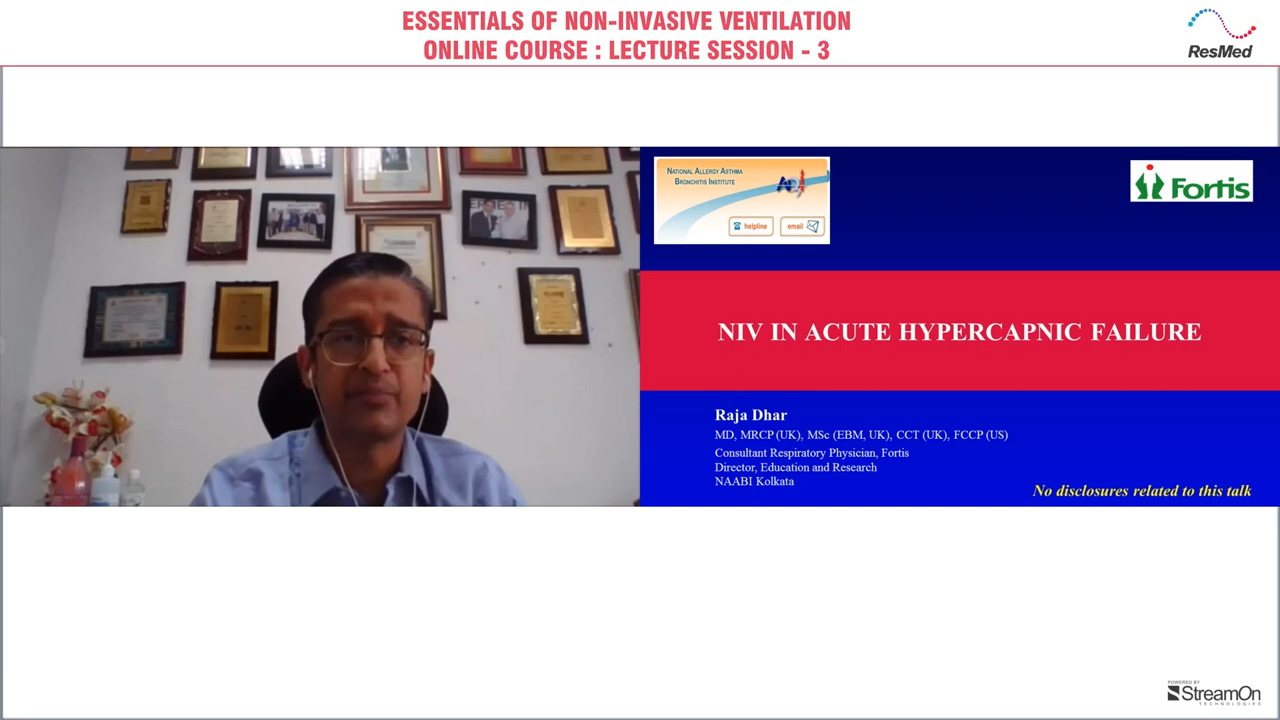 ESSENTIALS OF NON-INVASIVE VENTILATION
ONLINE COURSE : LECTURE SESSION - 3
ResMed
NATIONAL ALLERGY ASTHMA
BRONCHITIS INSTITUTE
helpline
email
Fortis
NIV IN ACUTE HYPERCAPNIC FAILURE
Raja Dhar
MD, MRCP (UK), MSc (EBM, UK), CCT (UK), FCCP (US)
Consultant Respiratory Physician, Fortis
Director, Education and Research
NAABI Kolkata
No disclosures related to this talk
POWERED BY
StreamOn
TECHNOLOGIES